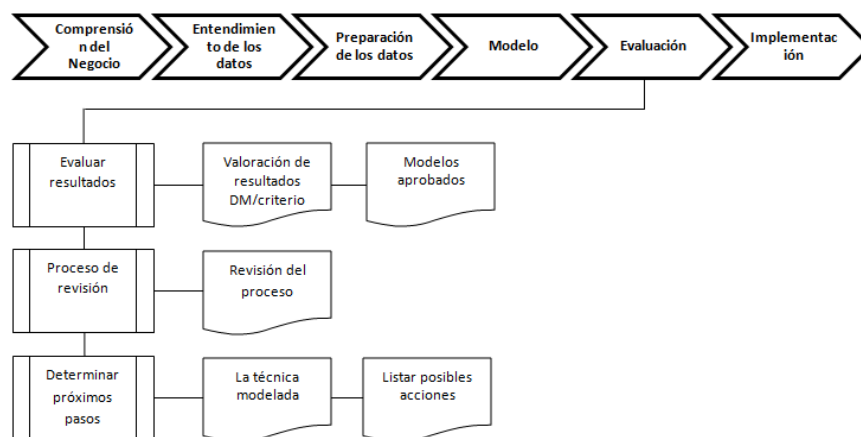 Comprensió
n del
Negocio
Entendimien
to de los
datos
Preparación
de los datos
Modelo
Evaluación
Implementac
ión
Evaluar
resultados
Valoración de
resultados
DM/criterio
Modelos
aprobados
Proceso de
revisión
Revisión del
proceso
Determinar
próximos
pasos
La técnica
modelada
Listar posibles
acciones